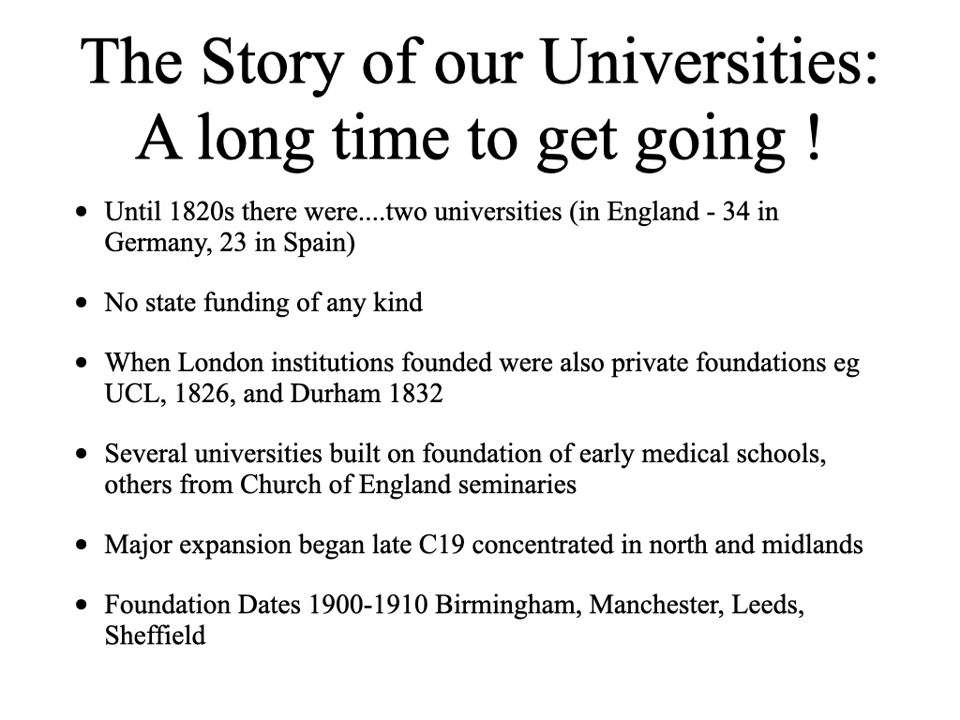 The Story of our Universities:
A long time to get going !
• Until 1820s there were....two universities (in England - 34 in
Germany, 23 in Spain)
• No state funding of any kind
• When London institutions founded were also private foundations eg
UCL, 1826, and Durham 1832
• Several universities built on foundation of early medical schools,
others from Church of England seminaries
• Major expansion began late C19 concentrated in north and midlands
• Foundation Dates 1900-1910 Birmingham, Manchester, Leeds,
Sheffield